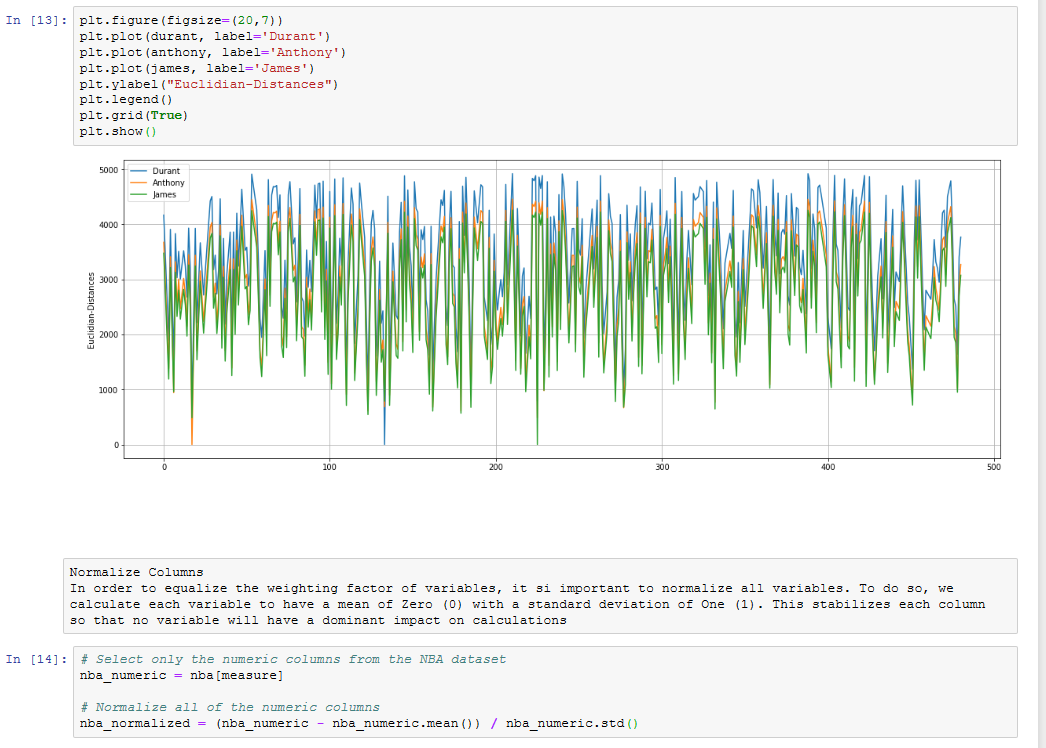 In [13]: plt.figure(figsize=(20,7))
plt.plot(durant, label='Durant')
plt.plot(anthony, label='Anthony')
plt.plot(james, label='James')
plt.ylabel("Euclidian-Distances")
plt.legend()
plt.grid(True)
plt.show()
Durant
Anthony
James
5000
4000
3000
2000
1000
0
Euclidian-Distances
0 100 200 300 400 500
Normalize Columns
In order to equalize the weighting factor of variables, it si important to normalize all variables. To do so, we
calculate each variable to have a mean of Zero (0) with a standard deviation of One (1). This stabilizes each column
so that no variable will have a dominant impact on calculations
In [14]: # Select only the numeric columns from the NBA dataset
nba_numeric = nba[measure]
# Normalize all of the numeric columns
nba_normalized = (nba_numeric - nba_numeric.mean()) / nba_numeric.std()